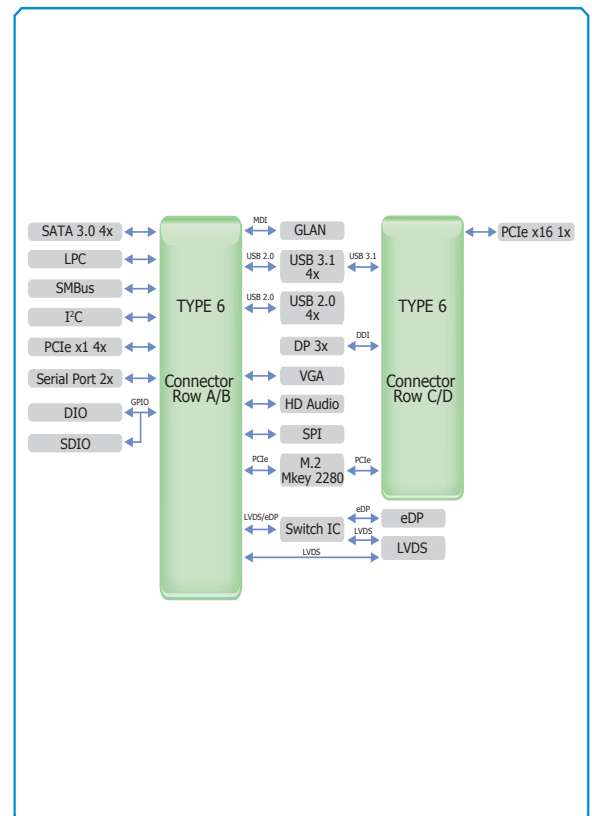 SATA 3.0 4x
LPC
SMBus
I²C
PCIe x1 4x
Serial Port 2x
DIO
GPIO
SDIO
TYPE 6
Connector
Row A/B
MDI
GLAN
USB 2.0
USB 3.1
4x
USB 3.1
USB 2.0
USB 2.0
4x
DP 3x
DDI
VGA
HD Audio
SPI
PCIe
M.2
Mkey 2280
PCIe
LVDS/eDP
Switch IC
eDP
eDP
LVDS
LVDS
LVDS
TYPE 6
Connector
Row C/D
PCIe x16 1x